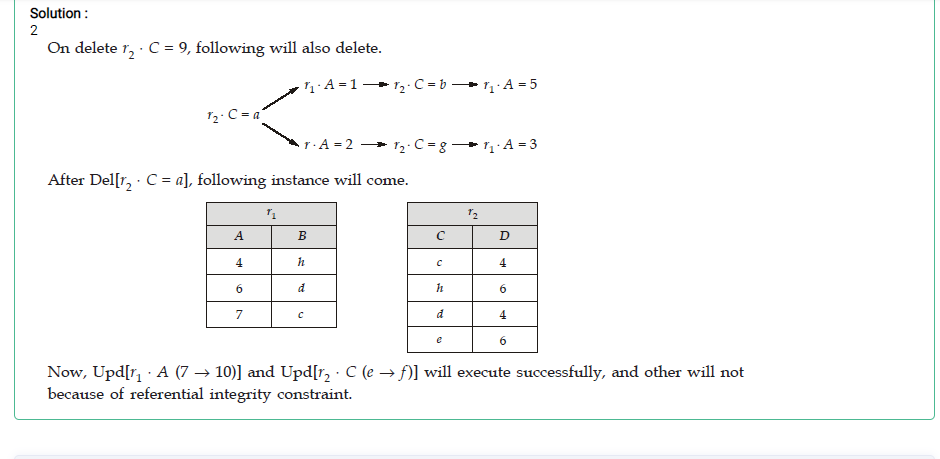 Solution :
2
On delete r₂ · C = 9, following will also delete.
r₁ · A = 1 → r₂ · C = b → r₁ · A = 5
r₂ · C = a
r · A = 2 → r₂ · C = g → r₁ · A = 3
After Del[r₂ · C = a], following instance will come.
r₁ r₂
A B C D
4 h c 4
6 d h 6
7 c d 4
e 6
Now, Upd[r₁ · A (7 → 10)] and Upd[r₂ · C (e → f)] will execute successfully, and other will not
because of referential integrity constraint.